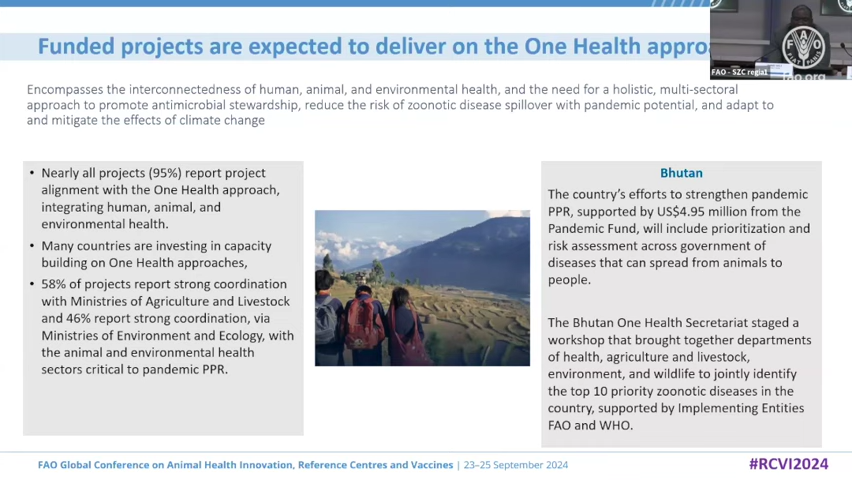 Funded projects are expected to deliver on the One Health
FAO - SZC regia1
FAO
FIAT PANIS
fao.org
Encompasses the interconnectedness of human, animal, and environmental health, and the need for a holistic, multi-sectoral
approach to promote antimicrobial stewardship, reduce the risk of zoonotic disease spillover with pandemic potential, and adapt to
and mitigate the effects of climate change
• Nearly all projects (95%) report project
alignment with the One Health approach,
integrating human, animal, and
environmental health.
• Many countries are investing in capacity
building on One Health approaches,
• 58% of projects report strong coordination
with Ministries of Agriculture and Livestock
and 46% report strong coordination, via
Ministries of Environment and Ecology, with
the animal and environmental health
sectors critical to pandemic PPR.
Bhutan
The country’s efforts to strengthen pandemic
PPR, supported by US$4.95 million from the
Pandemic Fund, will include prioritization and
risk assessment across government of
diseases that can spread from animals to
people.
The Bhutan One Health Secretariat staged a
workshop that brought together departments
of health, agriculture and livestock,
environment, and wildlife to jointly identify
the top 10 priority zoonotic diseases in the
country, supported by Implementing Entities
FAO and WHO.
FAO Global Conference on Animal Health Innovation, Reference Centres and Vaccines | 23–25 September 2024
#RCVI2024